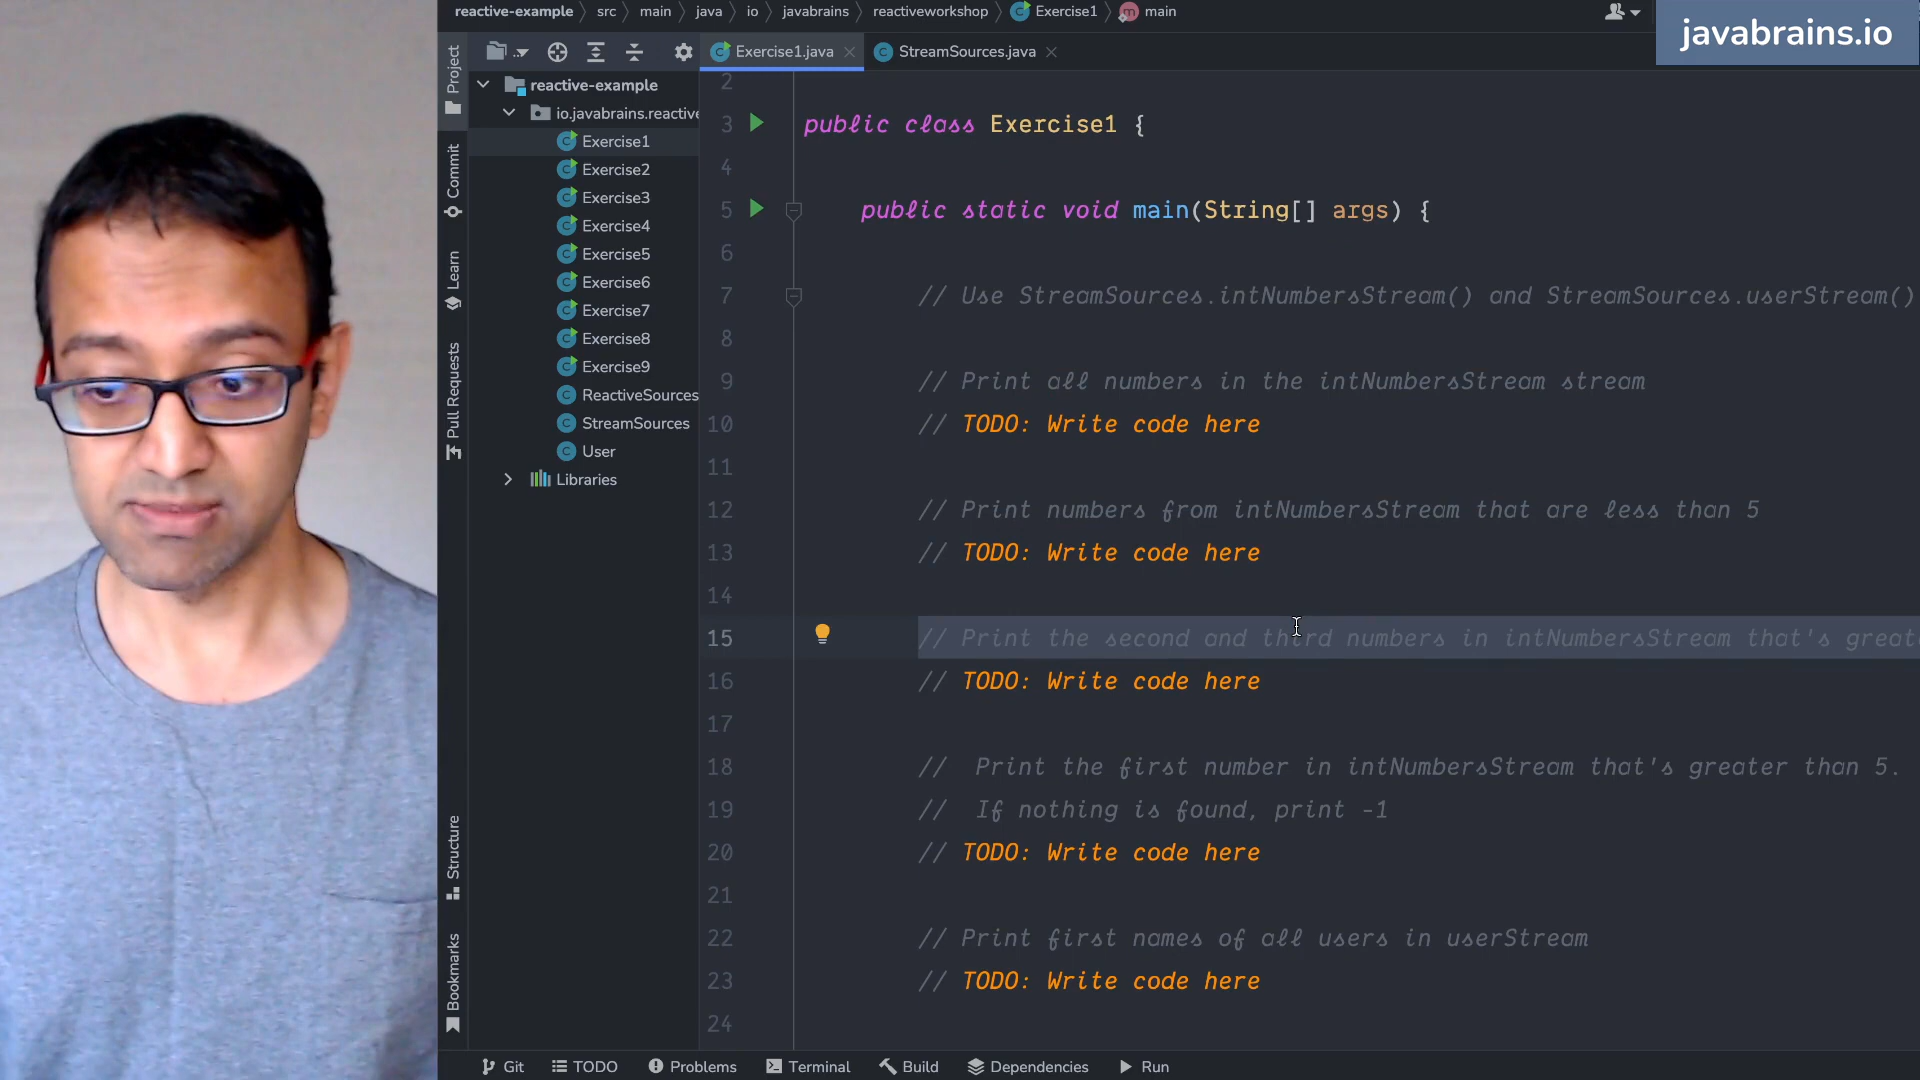 reactive-example > src > main > java > io > javabrains > reactiveworkshop > Exercise1 > main
javabrains.io
Project
Commit
Learn
Pull Requests
Structure
Bookmarks
reactive-example
io.javabrains.reactive
Exercise1
Exercise2
Exercise3
Exercise4
Exercise5
Exercise6
Exercise7
Exercise8
Exercise9
ReactiveSources
StreamSources
User
Libraries
Exercise1.java
StreamSources.java
2
3 public class Exercise1 {
4
5 public static void main(String[] args) {
6
7 // Use StreamSources.intNumbersStream() and StreamSources.userStream()
8
9 // Print all numbers in the intNumbersStream stream
10 // TODO: Write code here
11
12 // Print numbers from intNumbersStream that are less than 5
13 // TODO: Write code here
14
15 // Print the second and third numbers in intNumbersStream that's great
16 // TODO: Write code here
17
18 // Print the first number in intNumbersStream that's greater than 5.
19 // If nothing is found, print -1
20 // TODO: Write code here
21
22 // Print first names of all users in userStream
23 // TODO: Write code here
24
Git TODO Problems Terminal Build Dependencies Run